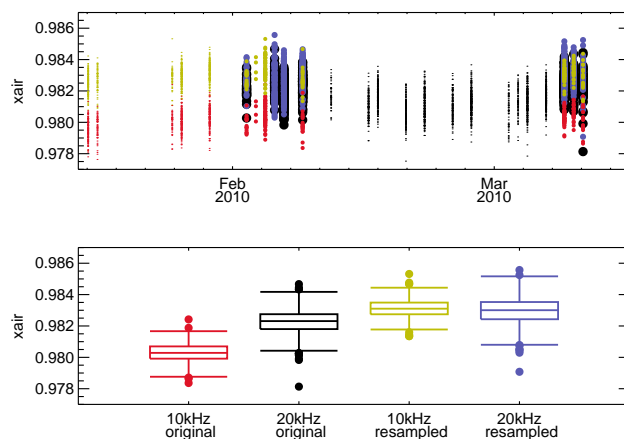 0.986
0.984
0.982
0.980
0.978
xair
Feb
2010
Mar
2010
0.986
0.984
0.982
0.980
0.978
xair
10kHz
original
20kHz
original
10kHz
resampled
20kHz
resampled